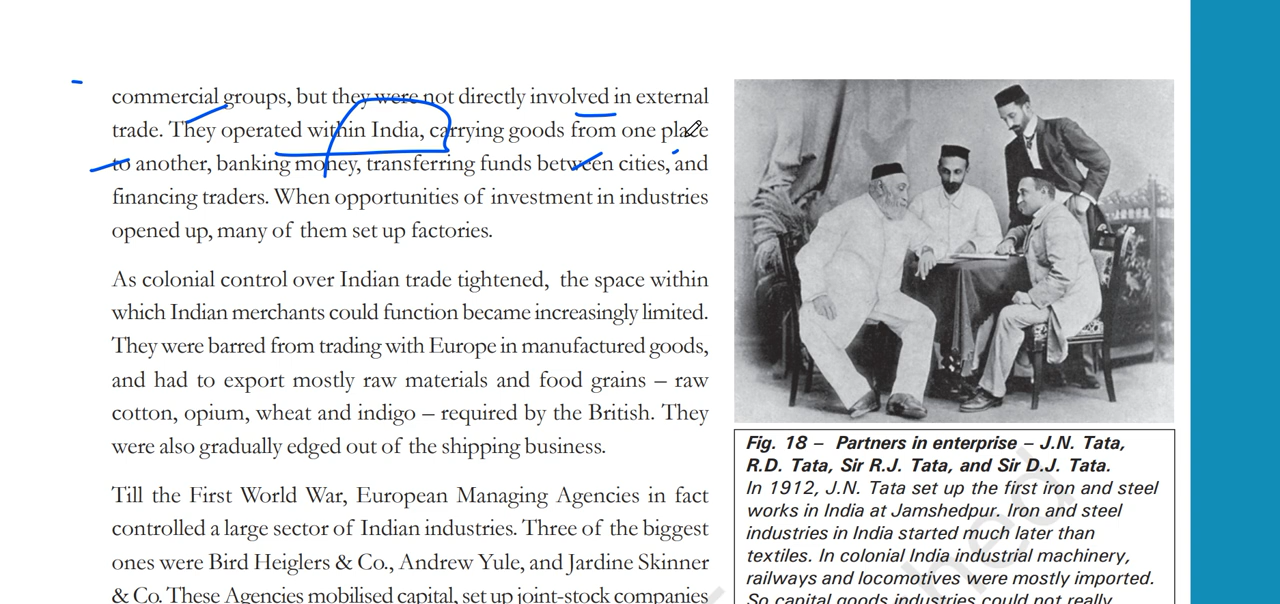 commercial groups, but they were not directly involved in external
trade. They operated within India, carrying goods from one place
to another, banking money, transferring funds between cities, and
financing traders. When opportunities of investment in industries
opened up, many of them set up factories.
As colonial control over Indian trade tightened, the space within
which Indian merchants could function became increasingly limited.
They were barred from trading with Europe in manufactured goods,
and had to export mostly raw materials and food grains – raw
cotton, opium, wheat and indigo – required by the British. They
were also gradually edged out of the shipping business.
Till the First World War, European Managing Agencies in fact
controlled a large sector of Indian industries. Three of the biggest
ones were Bird Heiglers & Co., Andrew Yule, and Jardine Skinner
& Co. These Agencies mobilised capital, set up joint-stock companies
Fig. 18 – Partners in enterprise – J.N. Tata,
R.D. Tata, Sir R.J. Tata, and Sir D.J. Tata.
In 1912, J.N. Tata set up the first iron and steel
works in India at Jamshedpur. Iron and steel
industries in India started much later than
textiles. In colonial India industrial machinery,
railways and locomotives were mostly imported.
So capital goods industries could not really